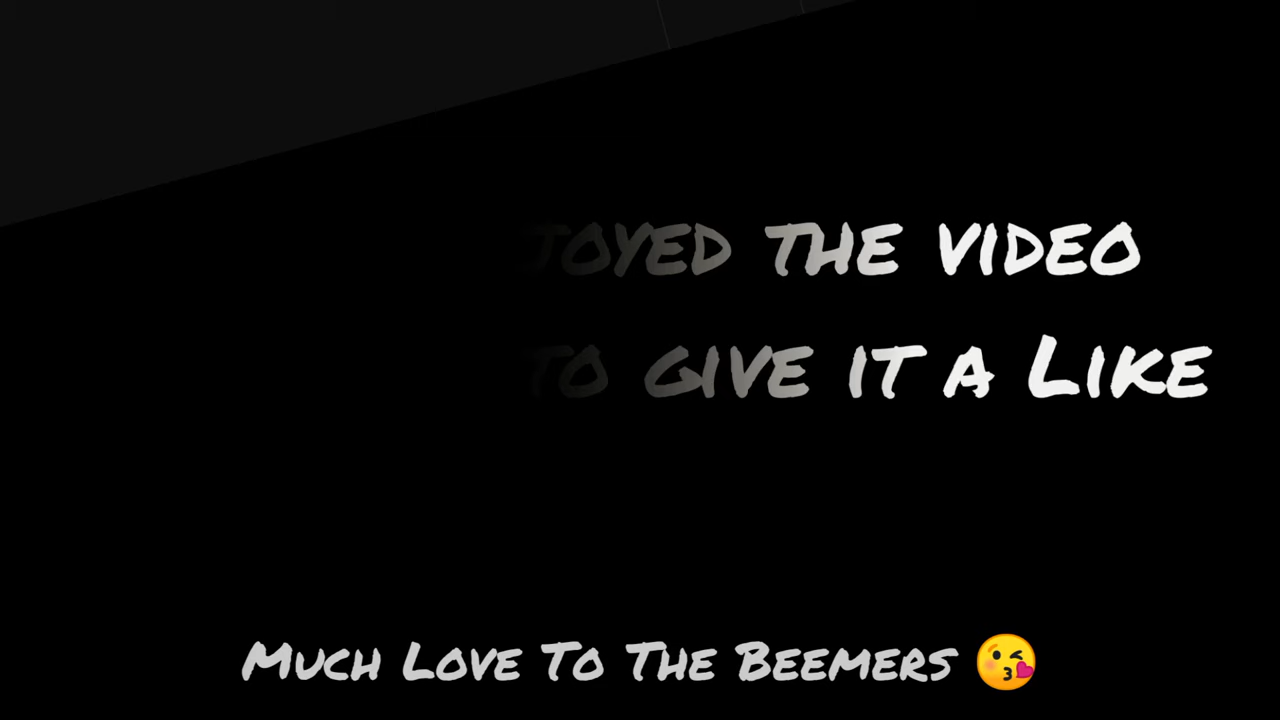 JOYED THE VIDEO
TO GIVE IT A LIKE
MUCH LOVE TO THE BEEMERS 😘